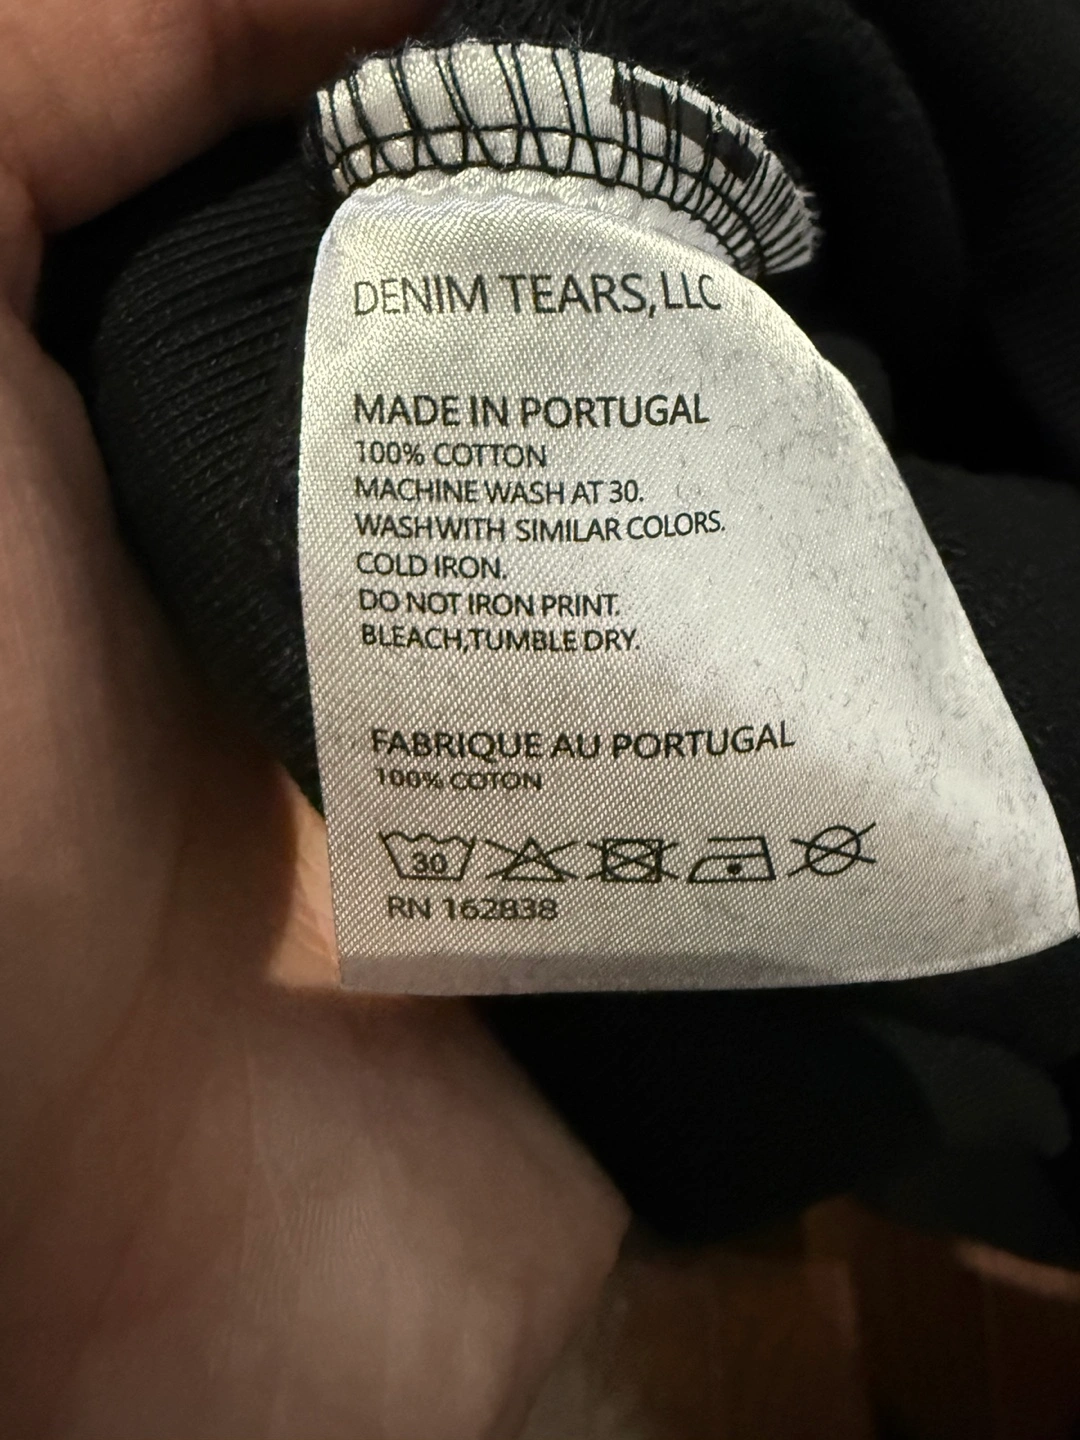 DENIM TEARS, LLC
MADE IN PORTUGAL
100% COTTON
MACHINE WASH AT 30.
WASH WITH SIMILAR COLORS.
COLD IRON.
DO NOT IRON PRINT.
BLEACH,TUMBLE DRY.
FABRIQUE AU PORTUGAL
100% COTON
30
RN 162838